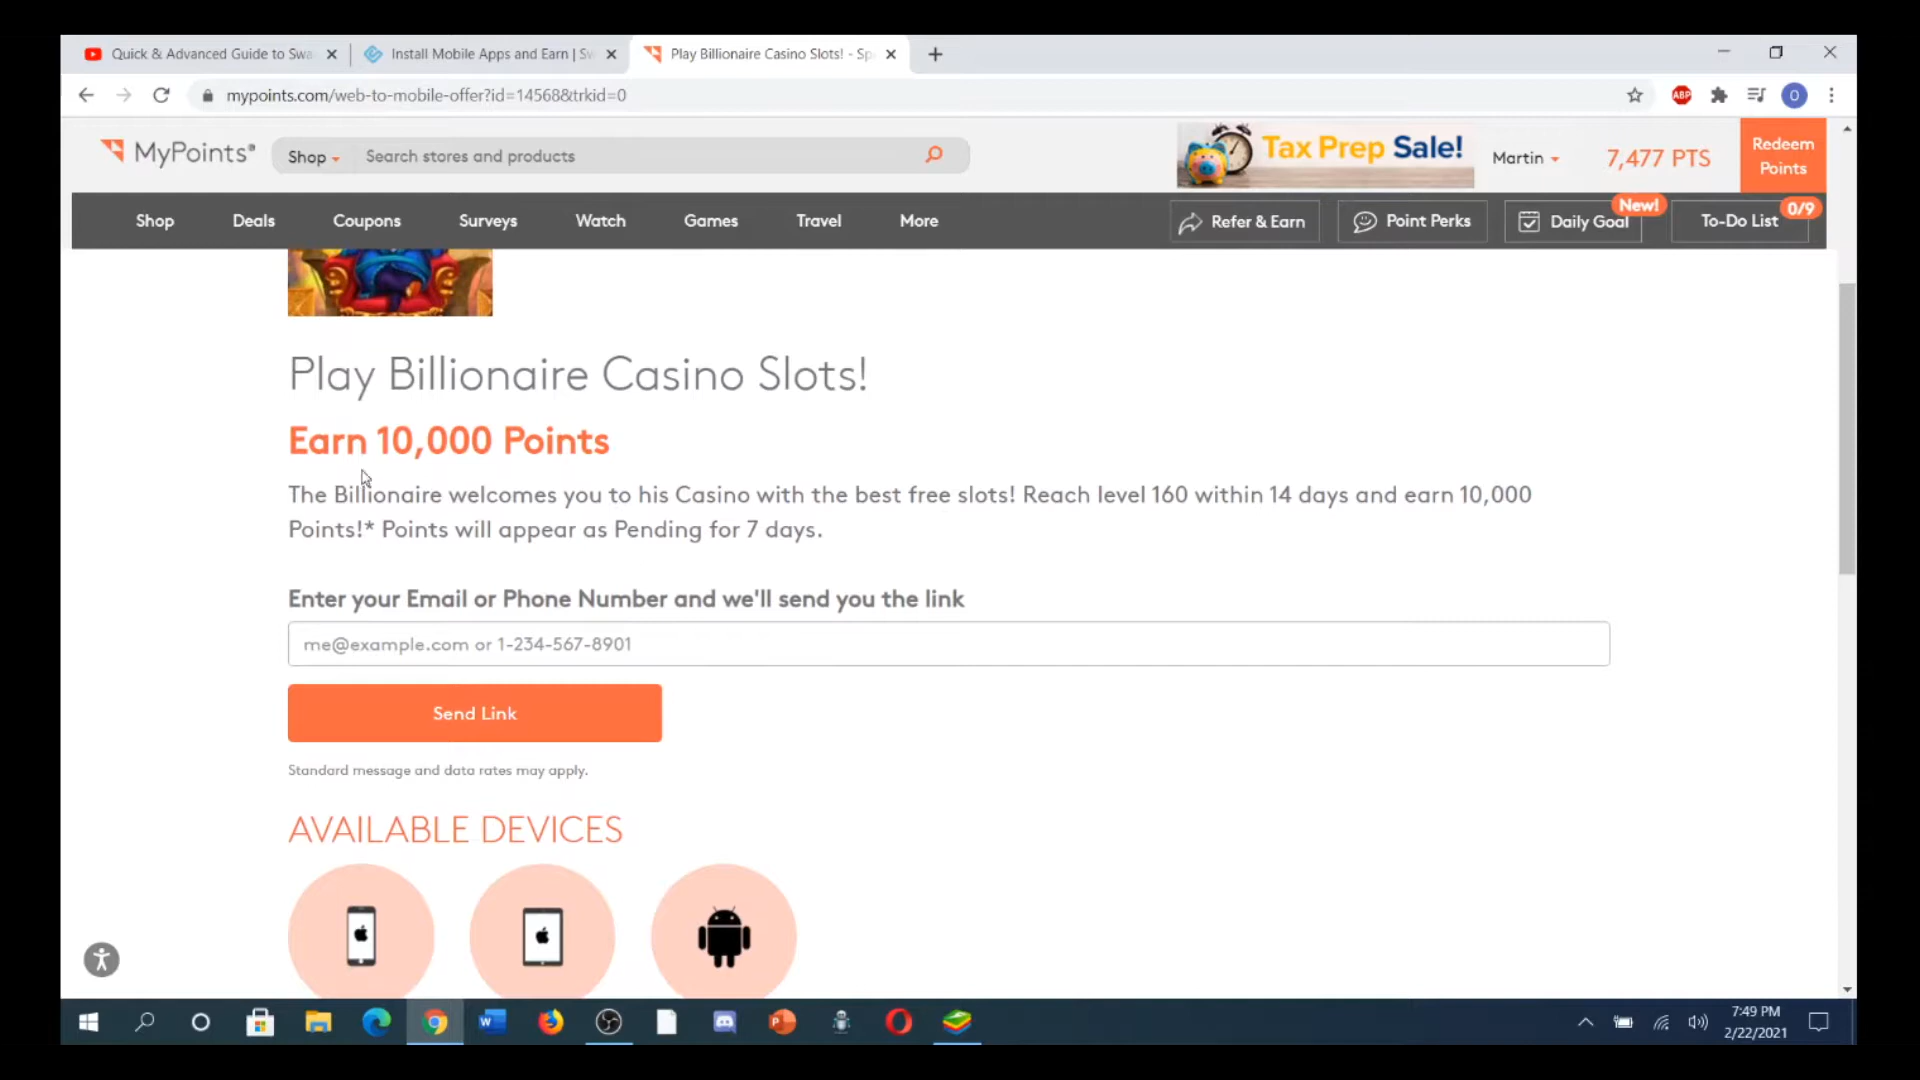 Quick & Advanced Guide to Swa
Install Mobile Apps and Earn | Sw
Play Billionaire Casino Slots! - Sp
mypoints.com/web-to-mobile-offer?id=14568&trkid=0
ABP
O
MyPoints®
Shop
Search stores and products
Tax Prep Sale!
Martin
7,477 PTS
Redeem
Points
Shop
Deals
Coupons
Surveys
Watch
Games
Travel
More
Refer & Earn
Point Perks
Daily Goal
New!
To-Do List
0/9
Play Billionaire Casino Slots!
Earn 10,000 Points
The Billionaire welcomes you to his Casino with the best free slots! Reach level 160 within 14 days and earn 10,000
Points!* Points will appear as Pending for 7 days.
Enter your Email or Phone Number and we'll send you the link
me@example.com or 1-234-567-8901
Send Link
Standard message and data rates may apply.
AVAILABLE DEVICES
7:49 PM
2/22/2021